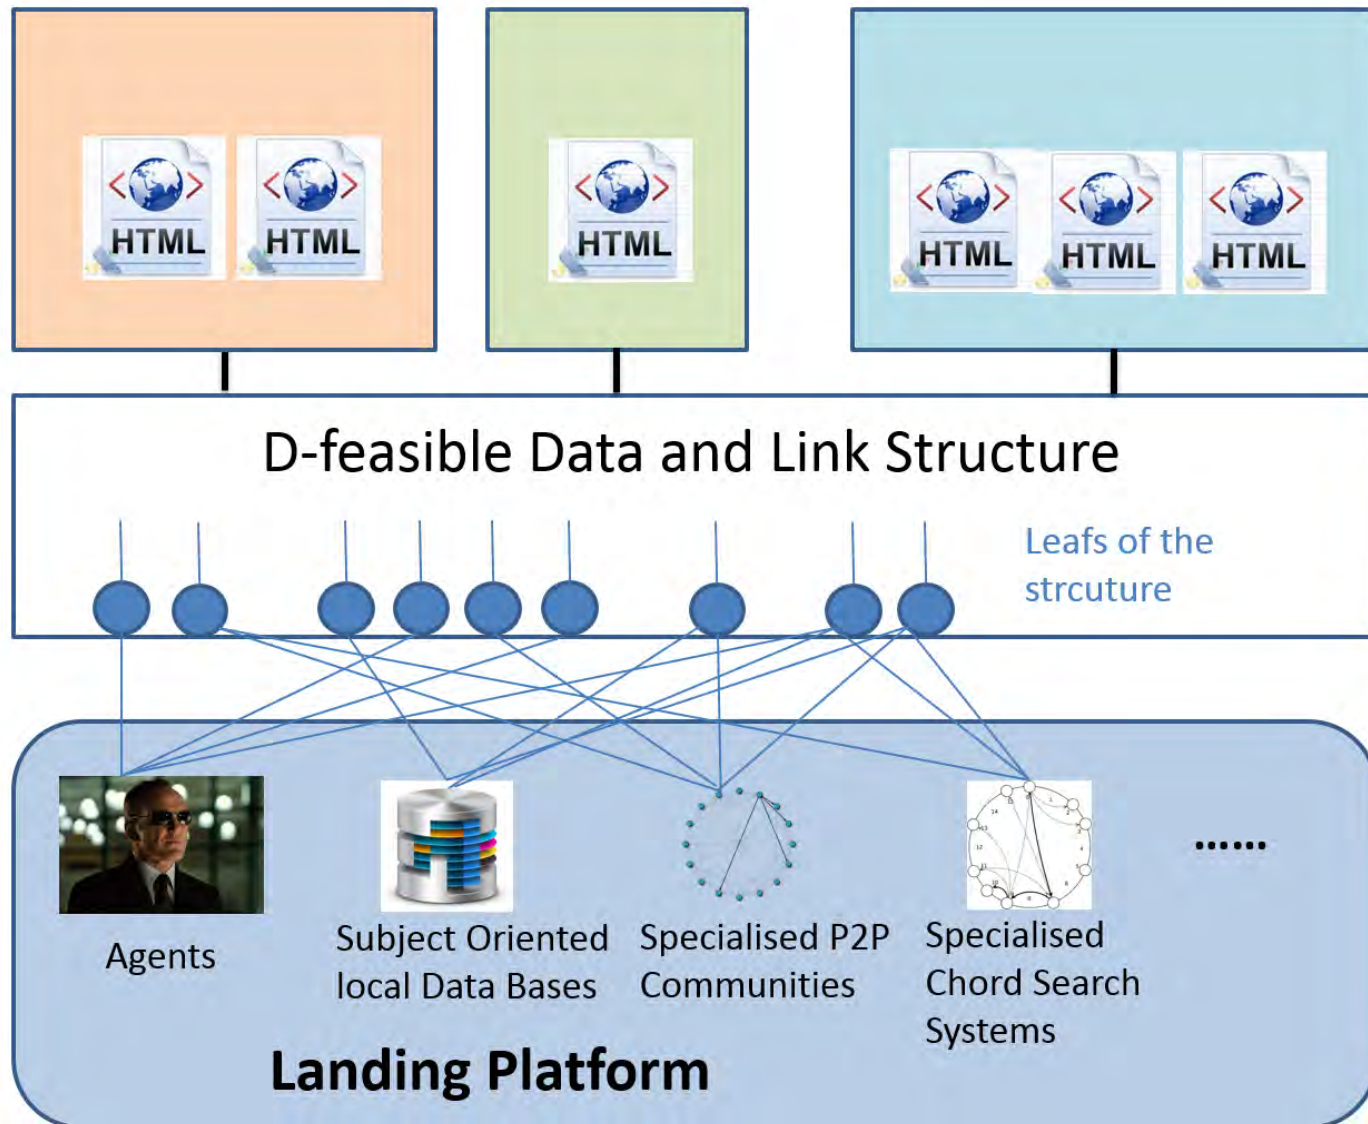 HTML
HTML
HTML
HTML
HTML
HTML
D-feasible Data and Link Structure
Leafs of the
strcuture
Agents
Subject Oriented
local Data Bases
Specialised P2P
Communities
Specialised
Chord Search
Systems
......
Landing Platform